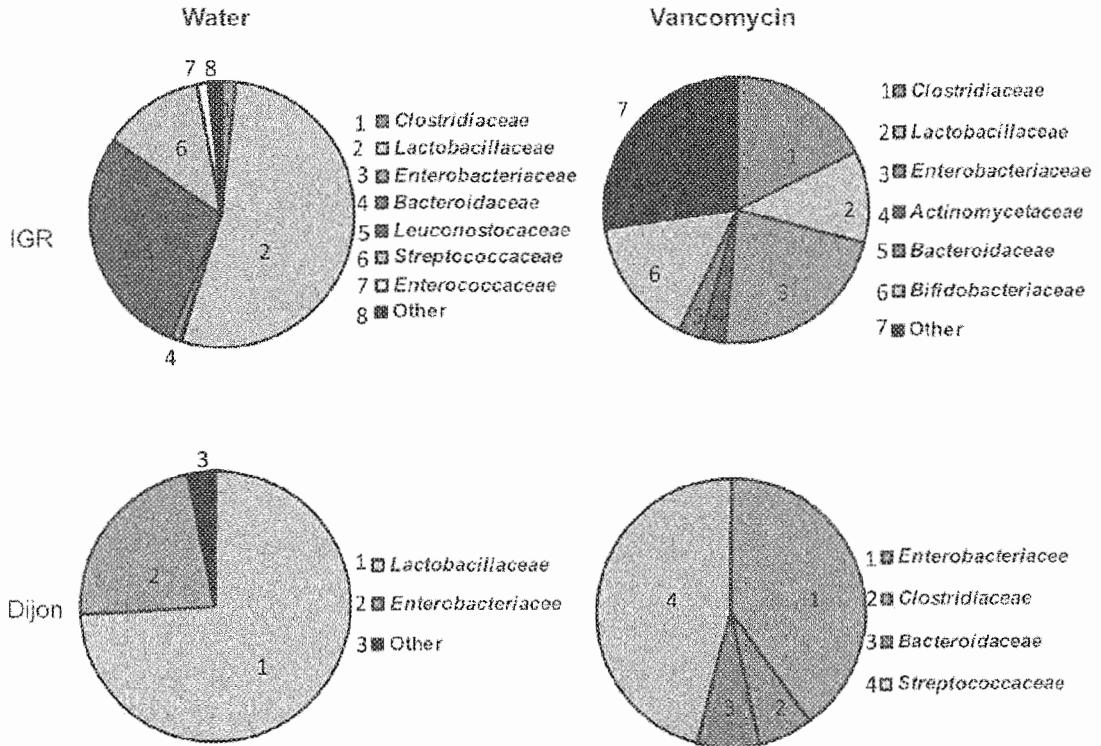 Water
Vancomycin
IGR
7 8
6
5
2
4
1 Clostridiaceae
2 Lactobacillaceae
3 Enterobacteriaceae
4 Bacteroidaceae
5 Leuconostocaceae
6 Streptococcaceae
7 Enterococcaceae
8 Other
7
1
2
6
3
1 Clostridiaceae
2 Lactobacillaceae
3 Enterobacteriaceae
4 Actinomycetaceae
5 Bacteroidaceae
6 Bifidobacteriaceae
7 Other
Dijon
3
2
1
1 Lactobacillaceae
2 Enterobacteriacee
3 Other
4
1
3
2
1 Enterobacteriacee
2 Clostridiaceae
3 Bacteroidaceae
4 Streptococcaceae